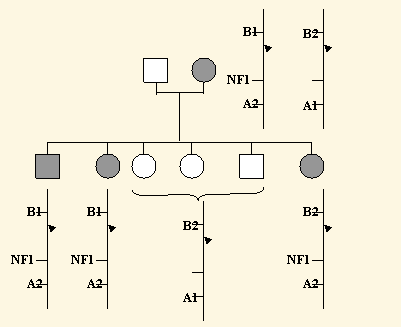 B1 B2
NF1
A2 A1
B1 B1 B2 B2
NF1 NF1 NF1
A2 A2 A1 A2